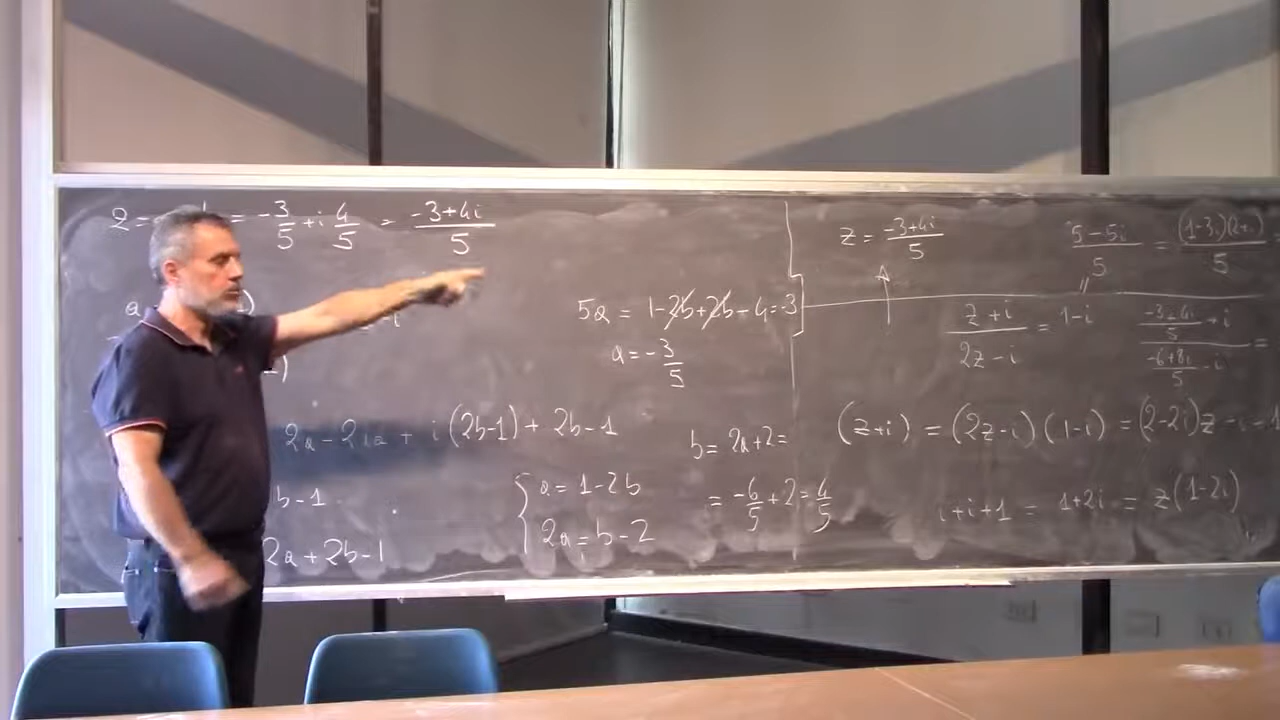 z = = -3/5 + i 4/5 = (-3+4i)/5
5a = 1-2b+2b-4=-3
a = -3/5
2a-2ia + i(2b-1) + 2b-1
b-1
2a+2b-1
{ a = 1-2b
2a = b-2
b = 2a+2 =
= -6/5 + 2 = 4/5
z = (-3+4i)/5
(5-5i)/5 = (1-3i)(2+i)/5
(z+i)/(2z-i) = 1-i
((-3+4i)/5 + i)/((-6+8i)/5 - i) =
(z+i) = (2z-i)(1-i) = (2-2i)z -i-1
i+i+1 = 1+2i = z(1-2i)